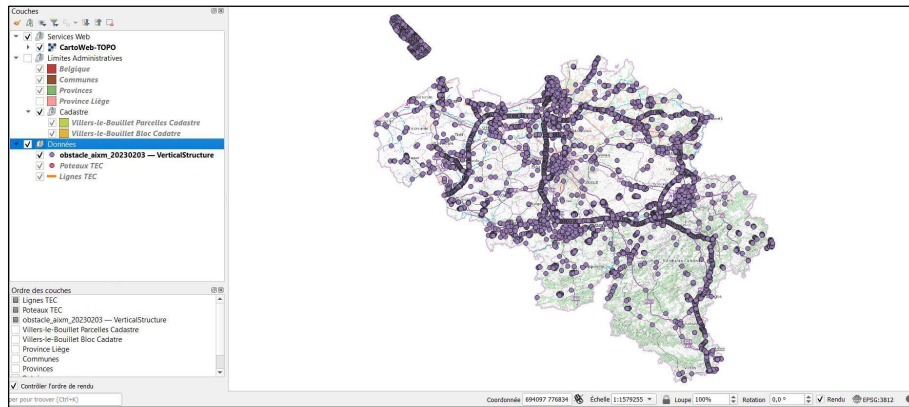 Couches
Services Web
CartoWeb-TOPO
Limites Administratives
Belgique
Communes
Provinces
Province Liège
Cadastre
Villers-le-Bouillet Parcelles Cadastre
Villers-le-Bouillet Bloc Cadatre
Données
obstacle_aixm_20230203 — VerticalStructure
Poteaux TEC
Lignes TEC
Ordre des couches
Lignes TEC
Poteaux TEC
obstacle_aixm_20230203 — VerticalStructure
Villers-le-Bouillet Parcelles Cadastre
Villers-le-Bouillet Bloc Cadatre
Province Liège
Communes
Provinces
Contrôler l'ordre de rendu
per pour trouver (Ctrl+K)
Coordonnée 694097 776834 Échelle 1:1579255 Loupe 100% Rotation 0,0 ° Rendu EPSG:3812